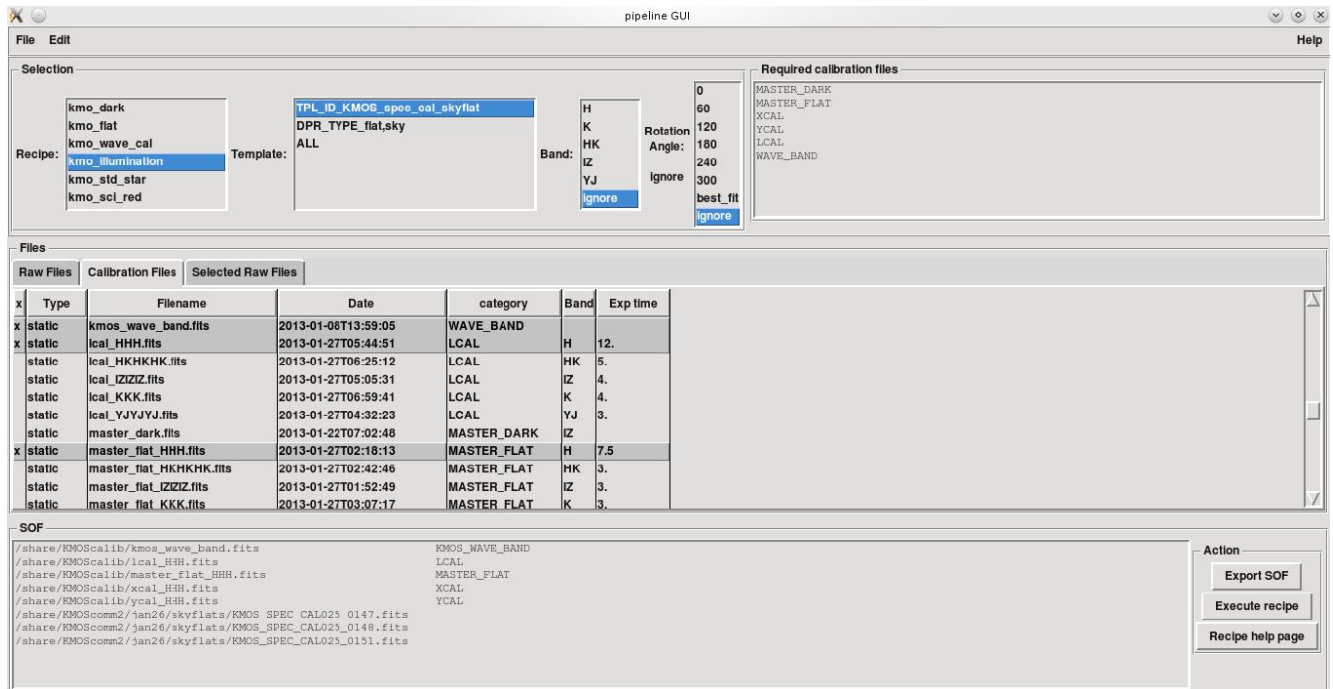 pipeline GUI
File Edit Help
Selection
Recipe:
kmo_dark
kmo_flat
kmo_wave_cal
kmo_illumination
kmo_std_star
kmo_sci_red
Template:
TPL_ID_KMOS_spec_cal_skyflat
DPR_TYPE_flat,sky
ALL
Band:
H
K
HK
IZ
YJ
ignore
Rotation
Angle:
ignore
0
60
120
180
240
300
best_fit
ignore
Required calibration files
MASTER_DARK
MASTER_FLAT
XCAL
YCAL
LCAL
WAVE_BAND
Files
Raw Files Calibration Files Selected Raw Files
x Type Filename Date category Band Exp time
x static kmos_wave_band.fits 2013-01-08T13:59:05 WAVE_BAND
x static lcal_HHH.fits 2013-01-27T05:44:51 LCAL H 12.
static lcal_HKHKHK.fits 2013-01-27T06:25:12 LCAL HK 5.
static lcal_IZIZIZ.fits 2013-01-27T05:05:31 LCAL IZ 4.
static lcal_KKK.fits 2013-01-27T06:59:41 LCAL K 4.
static lcal_YJYJYJ.fits 2013-01-27T04:32:23 LCAL YJ 3.
static master_dark.fits 2013-01-22T07:02:48 MASTER_DARK IZ
x static master_flat_HHH.fits 2013-01-27T02:18:13 MASTER_FLAT H 7.5
static master_flat_HKHKHK.fits 2013-01-27T02:42:46 MASTER_FLAT HK 3.
static master_flat_IZIZIZ.fits 2013-01-27T01:52:49 MASTER_FLAT IZ 3.
static master_flat_KKK.fits 2013-01-27T03:07:17 MASTER_FLAT K 3.
SOF
/share/KMOScalib/kmos_wave_band.fits KMOS_WAVE_BAND
/share/KMOScalib/lcal_HHH.fits LCAL
/share/KMOScalib/master_flat_HHH.fits MASTER_FLAT
/share/KMOScalib/xcal_HHH.fits XCAL
/share/KMOScalib/ycal_HHH.fits YCAL
/share/KMOScomm2/jan26/skyflats/KMOS_SPEC_CAL025_0147.fits
/share/KMOScomm2/jan26/skyflats/KMOS_SPEC_CAL025_0148.fits
/share/KMOScomm2/jan26/skyflats/KMOS_SPEC_CAL025_0151.fits
Action
Export SOF
Execute recipe
Recipe help page